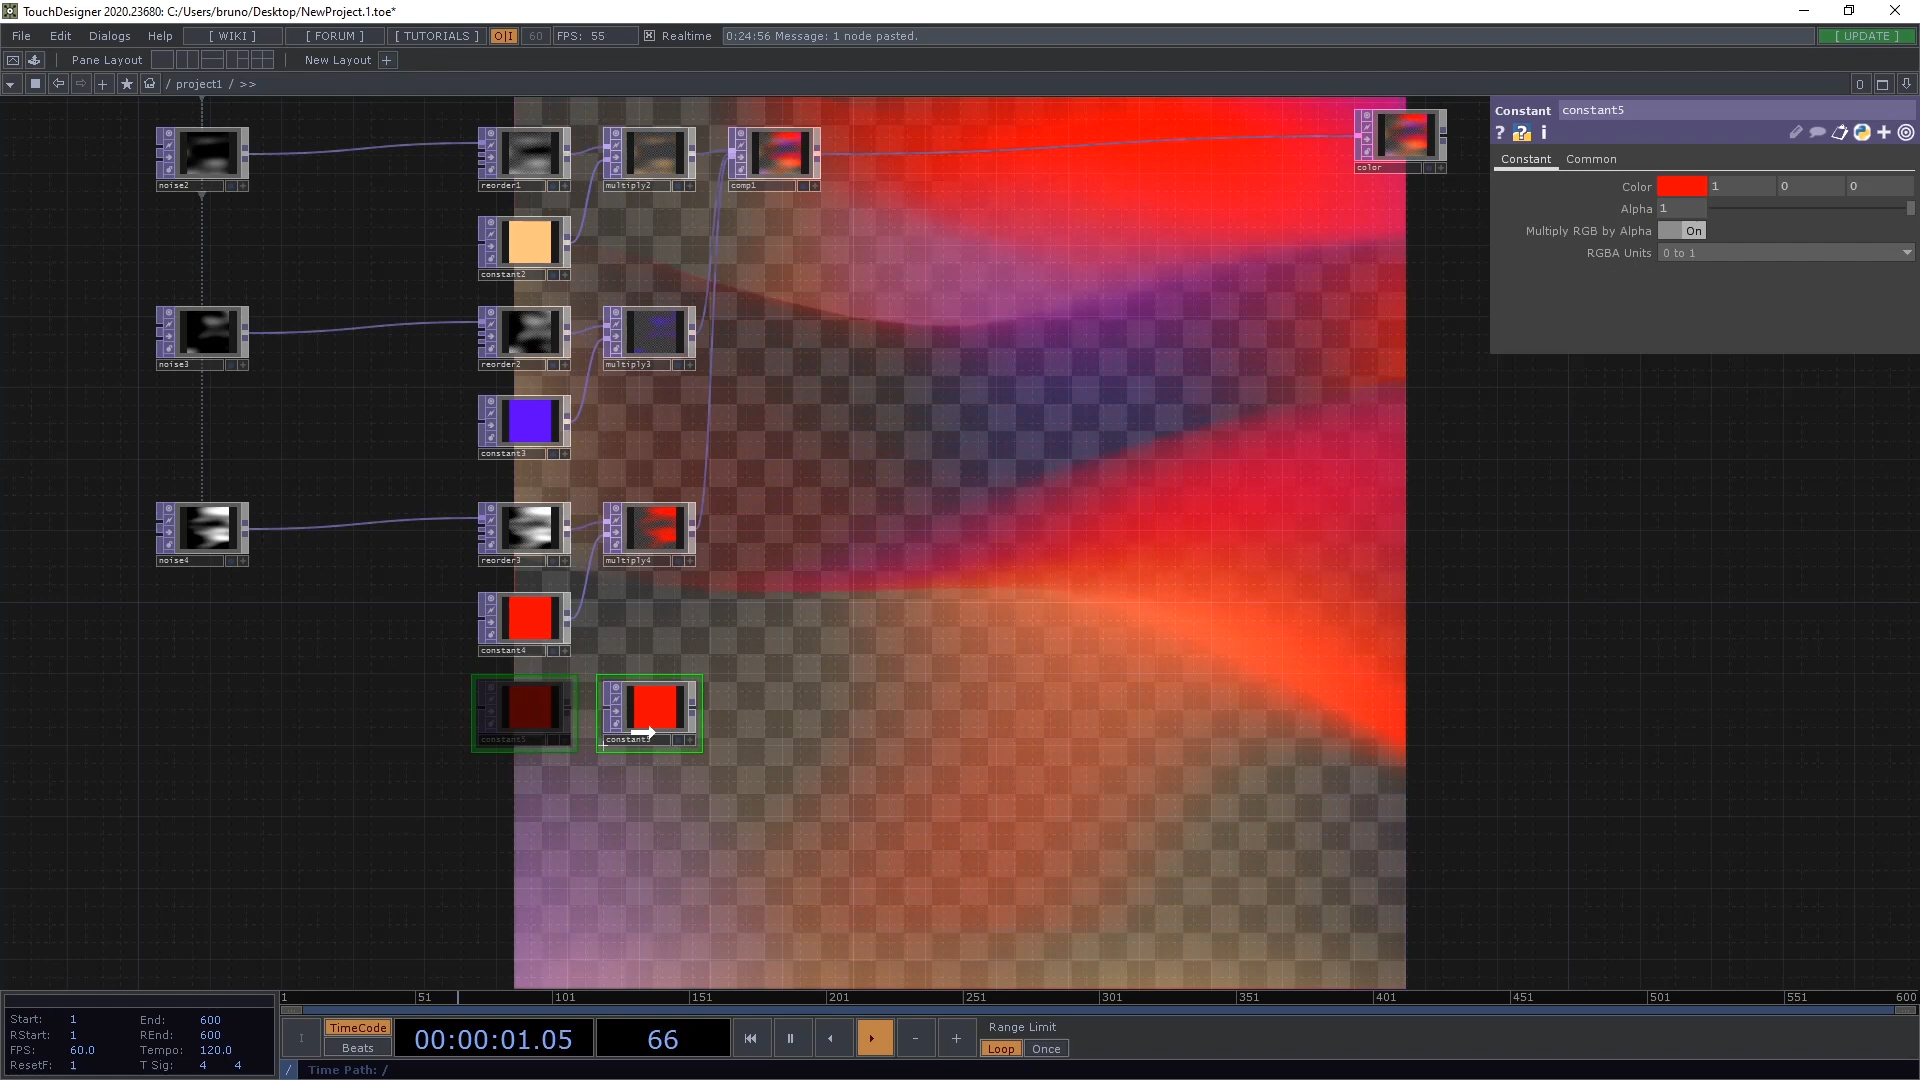 TouchDesigner 2020.23680: C:/Users/bruno/Desktop/NewProject.1.toe*
File Edit Dialogs Help [ WIKI ] [ FORUM ] [ TUTORIALS ] O|I 60 FPS: 55 Realtime 0:24:56 Message: 1 node pasted. [ UPDATE ]
Pane Layout New Layout +
/ project1 / >> 0
Constant constant5
? ? i
Constant Common
Color 1 0 0
Alpha 1
Multiply RGB by Alpha On
RGBA Units 0 to 1
noise2 reorder1 multiply2 comp1 color
constant2
noise3 reorder2 multiply3
constant3
noise4 reorder3 multiply4
constant4
constant5 constant5
1 51 101 151 201 251 301 351 401 451 501 551 600
Start: 1 End: 600
RStart: 1 REnd: 600
FPS: 60.0 Tempo: 120.0
ResetF: 1 T Sig: 4 4
I TimeCode Beats 00:00:01.05 66 - +
Range Limit
Loop Once
/ Time Path: /